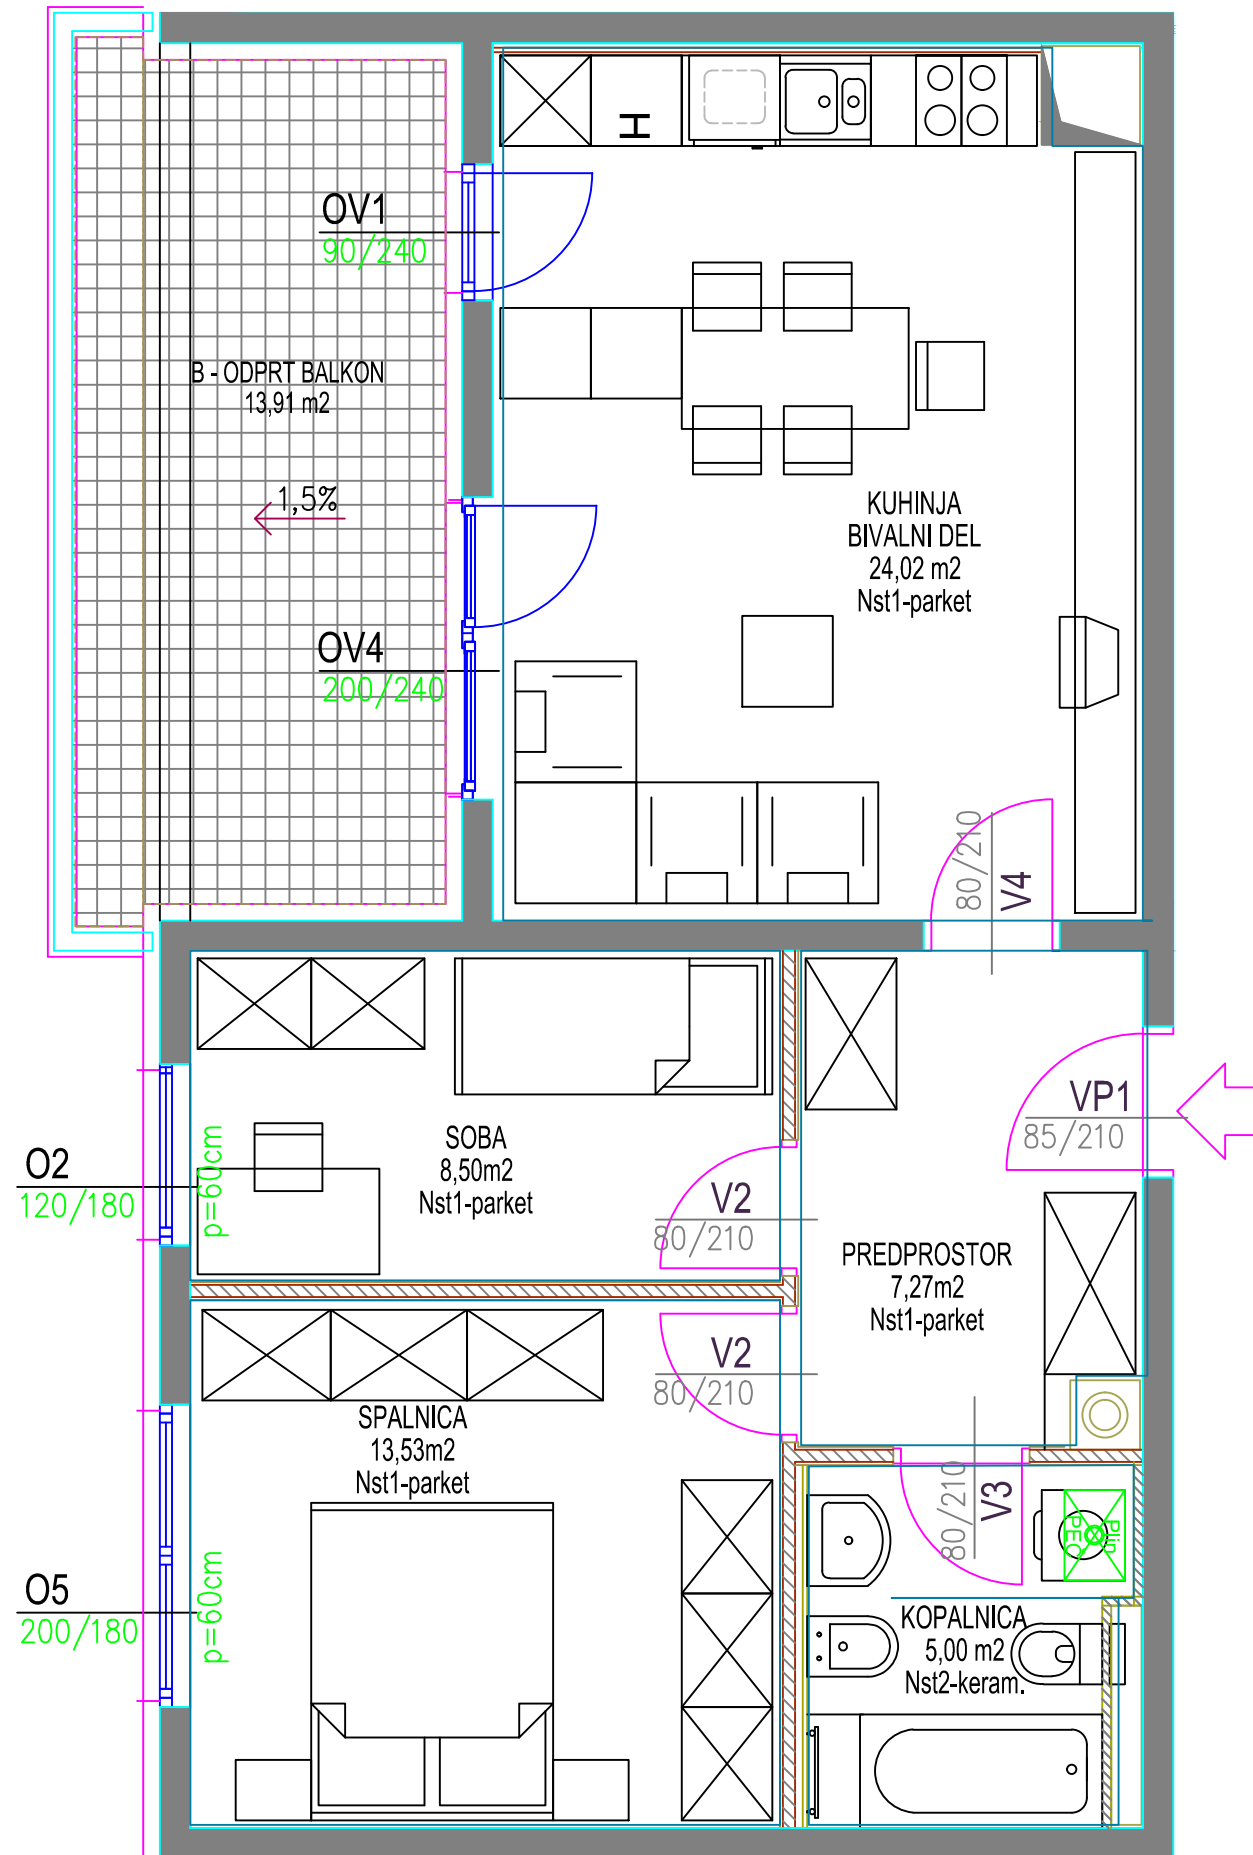 H
OV1
90/240
B - ODPRT BALKON
13,91 m2
1,5%
KUHINJA
BIVALNI DEL
24,02 m2
Nst1-parket
OV4
200/240
80/210
V4
VP1
85/210
SOBA
8,50m2
Nst1-parket
O2
120/180
p=60cm
V2
80/210
PREDPROSTOR
7,27m2
Nst1-parket
V2
80/210
SPALNICA
13,53m2
Nst1-parket
80/210
V3
PEČ
Plin
O5
200/180
p=60cm
KOPALNICA
5,00 m2
Nst2-keram.